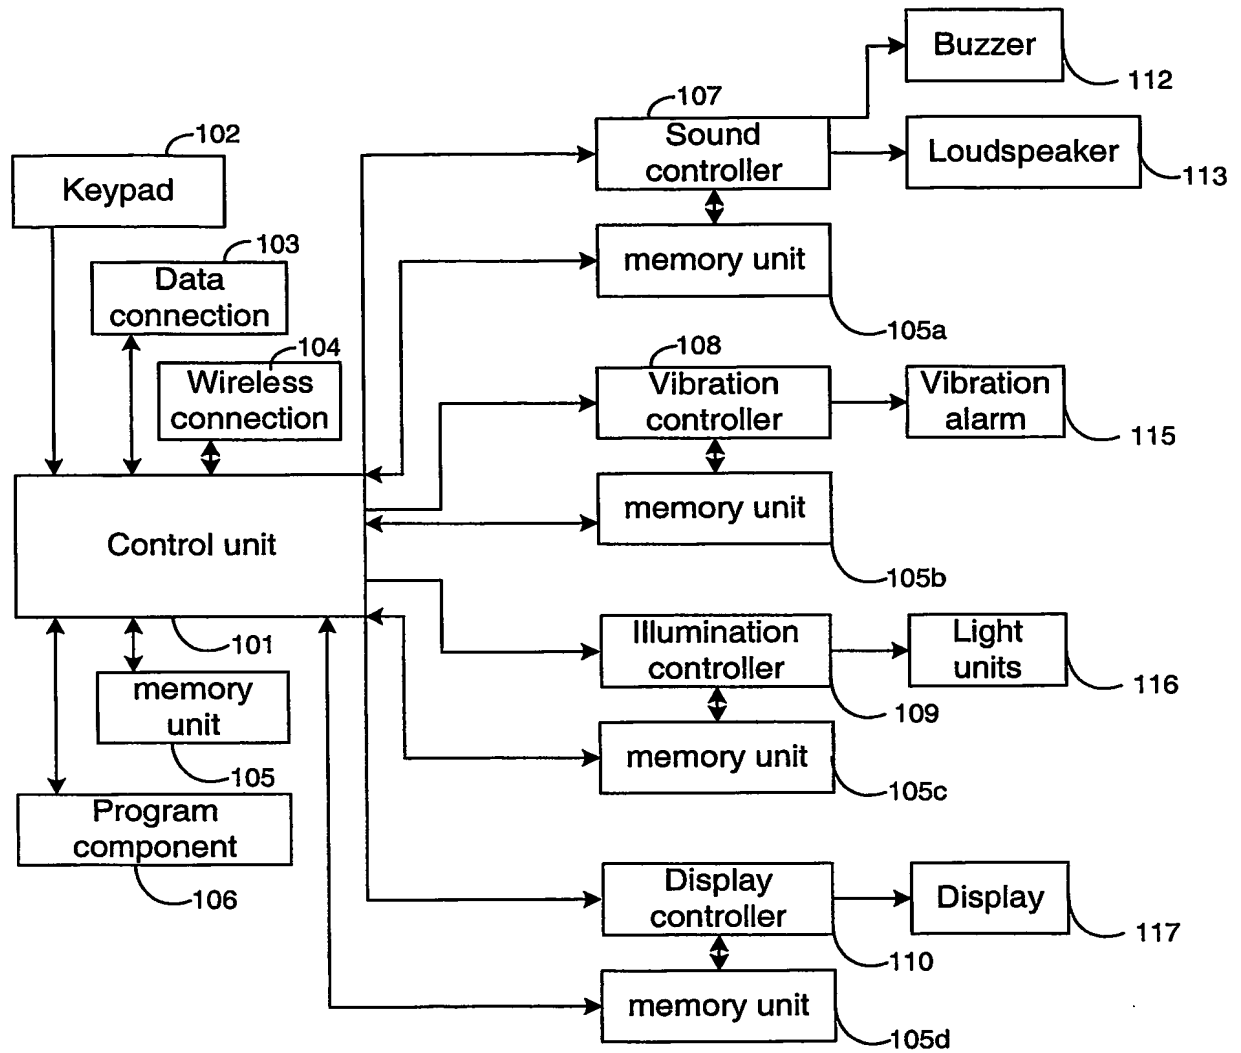 Buzzer
112
107
Sound
controller
Loudspeaker
113
102
Keypad
103
Data
connection
memory unit
105a
104
Wireless
connection
108
Vibration
controller
Vibration
alarm
115
memory unit
105b
Control unit
101
Illumination
controller
109
Light
units
116
memory
unit
105
memory unit
105c
Program
component
106
Display
controller
110
Display
117
memory unit
105d